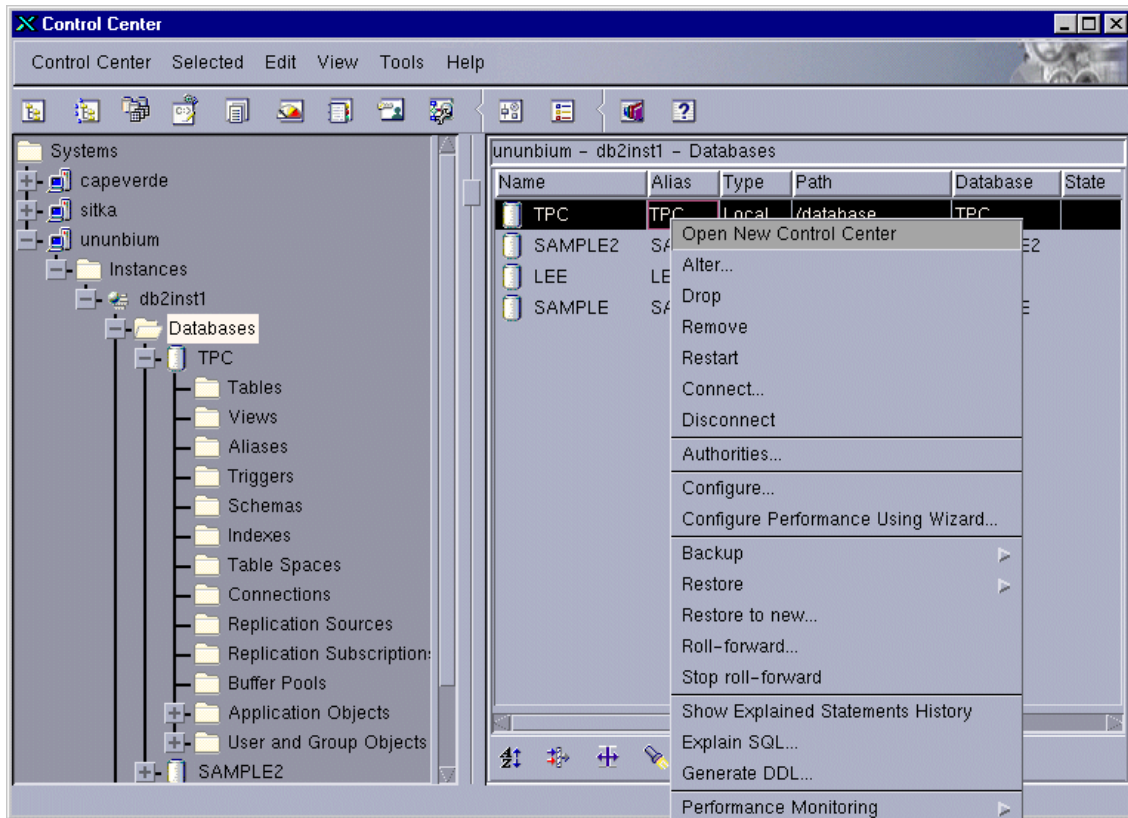 Control Center
Control Center Selected Edit View Tools Help
Systems
capeverde
sitka
ununbium
Instances
db2inst1
Databases
TPC
Tables
Views
Aliases
Triggers
Schemas
Indexes
Table Spaces
Connections
Replication Sources
Replication Subscription
Buffer Pools
Application Objects
User and Group Objects
SAMPLE2
ununbium – db2inst1 – Databases
Name Alias Type Path Database State
TPC TPC Local /database TPC
SAMPLE2 SA E2
LEE LE
SAMPLE SA E
Open New Control Center
Alter...
Drop
Remove
Restart
Connect...
Disconnect
Authorities...
Configure...
Configure Performance Using Wizard...
Backup
Restore
Restore to new...
Roll–forward...
Stop roll–forward
Show Explained Statements History
Explain SQL...
Generate DDL...
Performance Monitoring